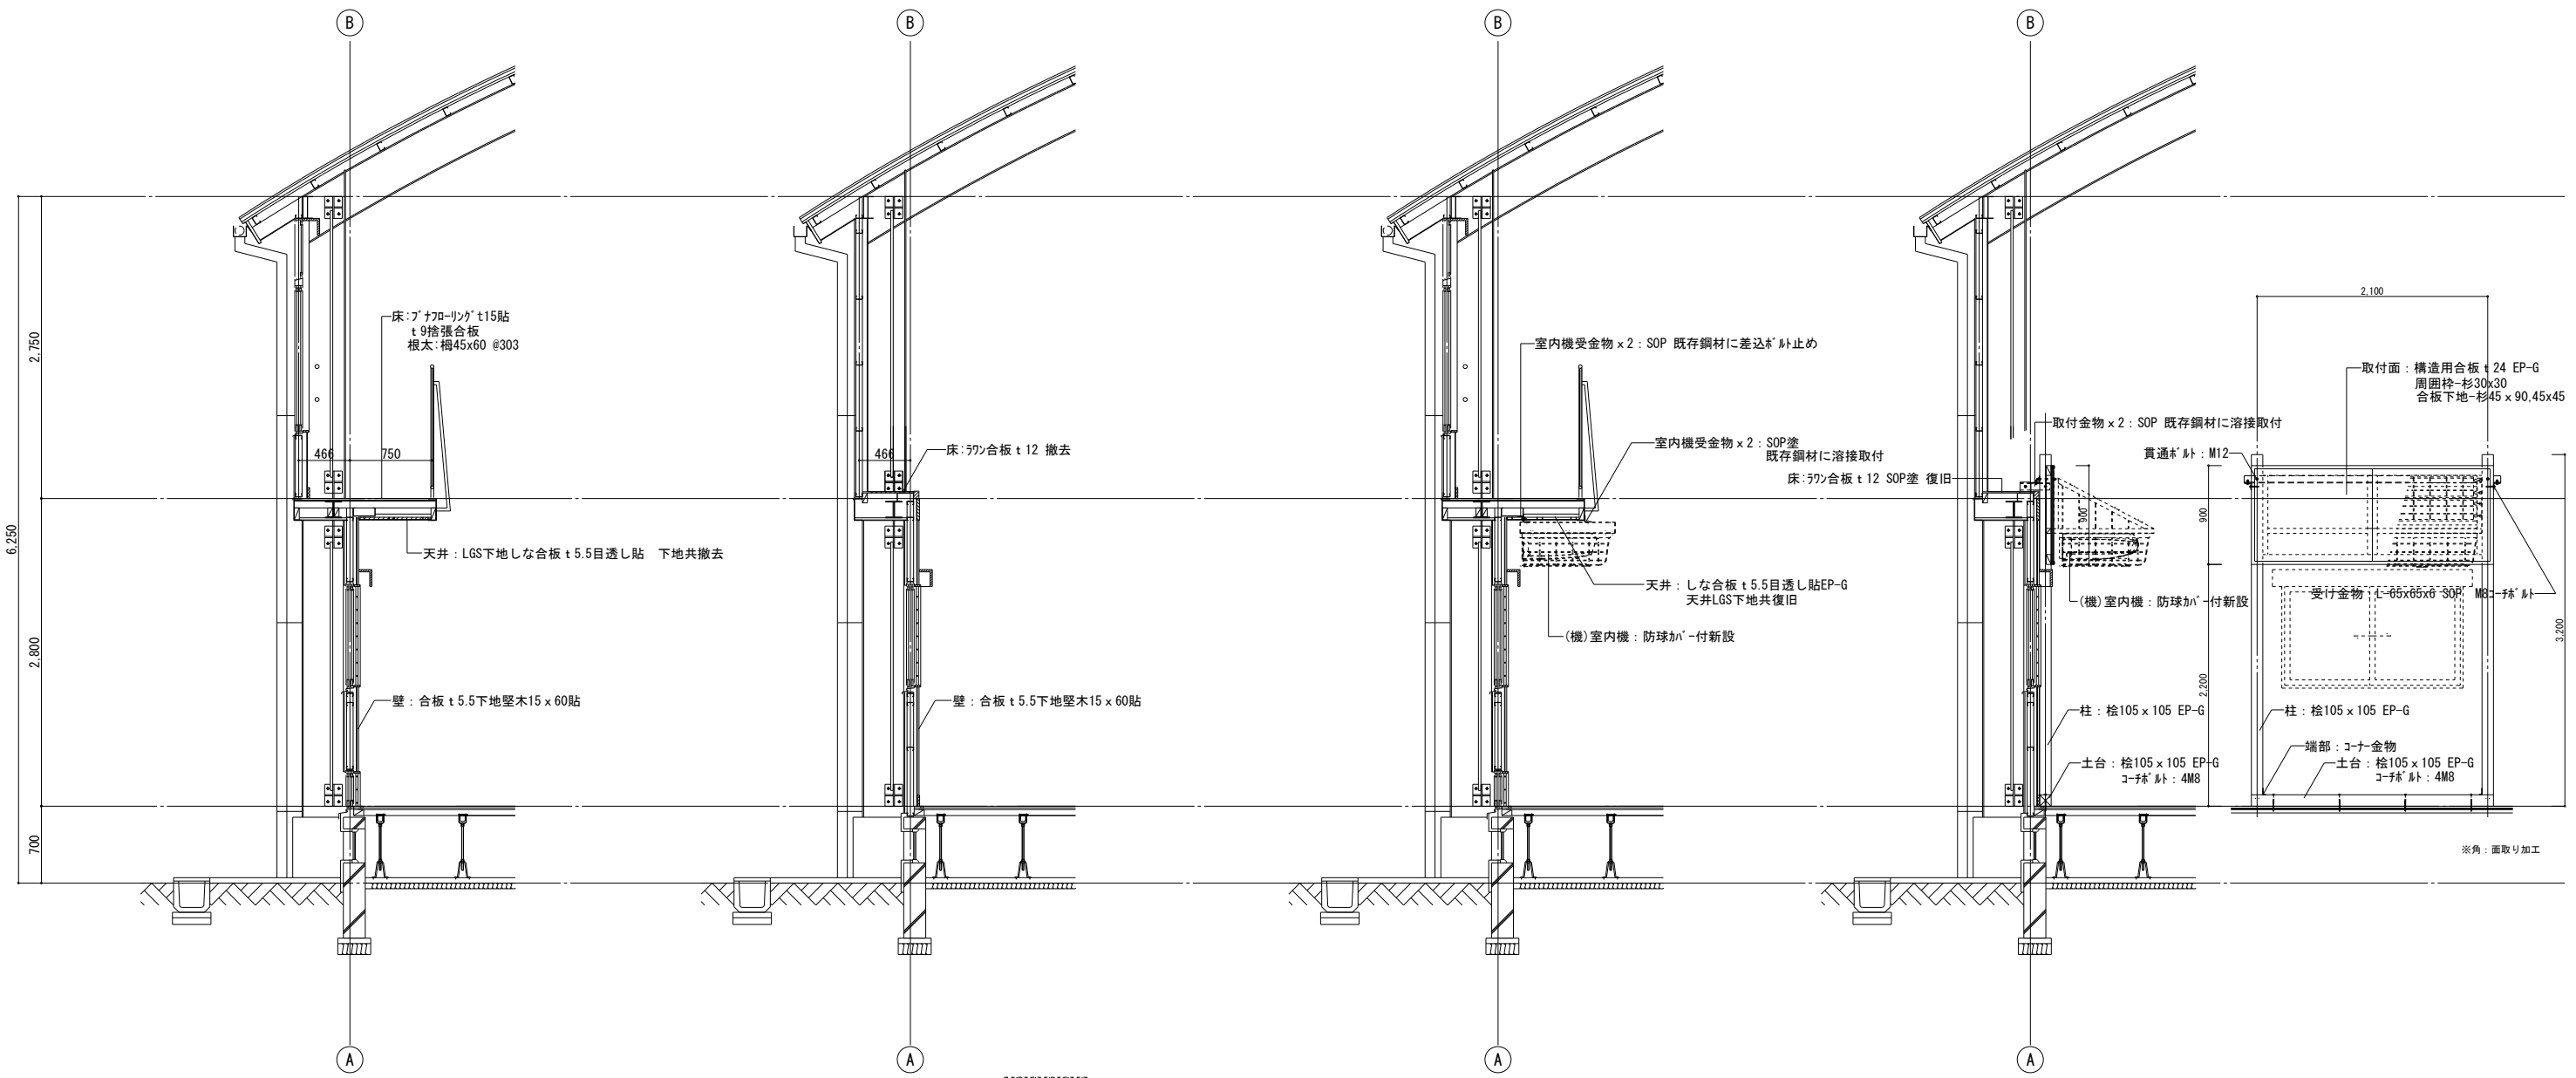 B
B
B
B
6,250
2,750
2,800
700
床:ﾌﾞﾅﾌﾛｰﾘﾝｸﾞt15貼
t 9捨張合板
根太:栂45x60 @303
466
750
天井：LGS下地しな合板 t 5.5目透し貼　下地共撤去
壁：合板 t 5.5下地堅木15 x 60貼
床:ﾗﾜﾝ合板 t 12 撤去
466
壁：合板 t 5.5下地堅木15 x 60貼
室内機受金物 x 2：SOP 既存鋼材に差込ﾎﾞﾙﾄ止め
室内機受金物 x 2：SOP塗
既存鋼材に溶接取付
天井：しな合板 t 5.5目透し貼EP-G
天井LGS下地共復旧
(機)室内機：防球ｶﾊﾞｰ付新設
取付金物 x 2：SOP 既存鋼材に溶接取付
床:ﾗﾜﾝ合板 t 12 SOP塗 復旧
900
(機)室内機：防球ｶﾊﾞｰ付新設
柱：桧105 x 105 EP-G
土台：桧105 x 105 EP-G
ｺｰﾁﾎﾞﾙﾄ：4M8
2,100
取付面：構造用合板 t 24 EP-G
周囲枠-杉30x30
合板下地-杉45 x 90,45x45
貫通ﾎﾞﾙﾄ：M12
900
2,200
3,200
受け金物　L-65x65x6 SOP　M8ｺｰﾁﾎﾞﾙﾄ
柱：桧105 x 105 EP-G
端部：ｺｰﾅｰ金物
土台：桧105 x 105 EP-G
ｺｰﾁﾎﾞﾙﾄ：4M8
※角：面取り加工
A
A
A
A